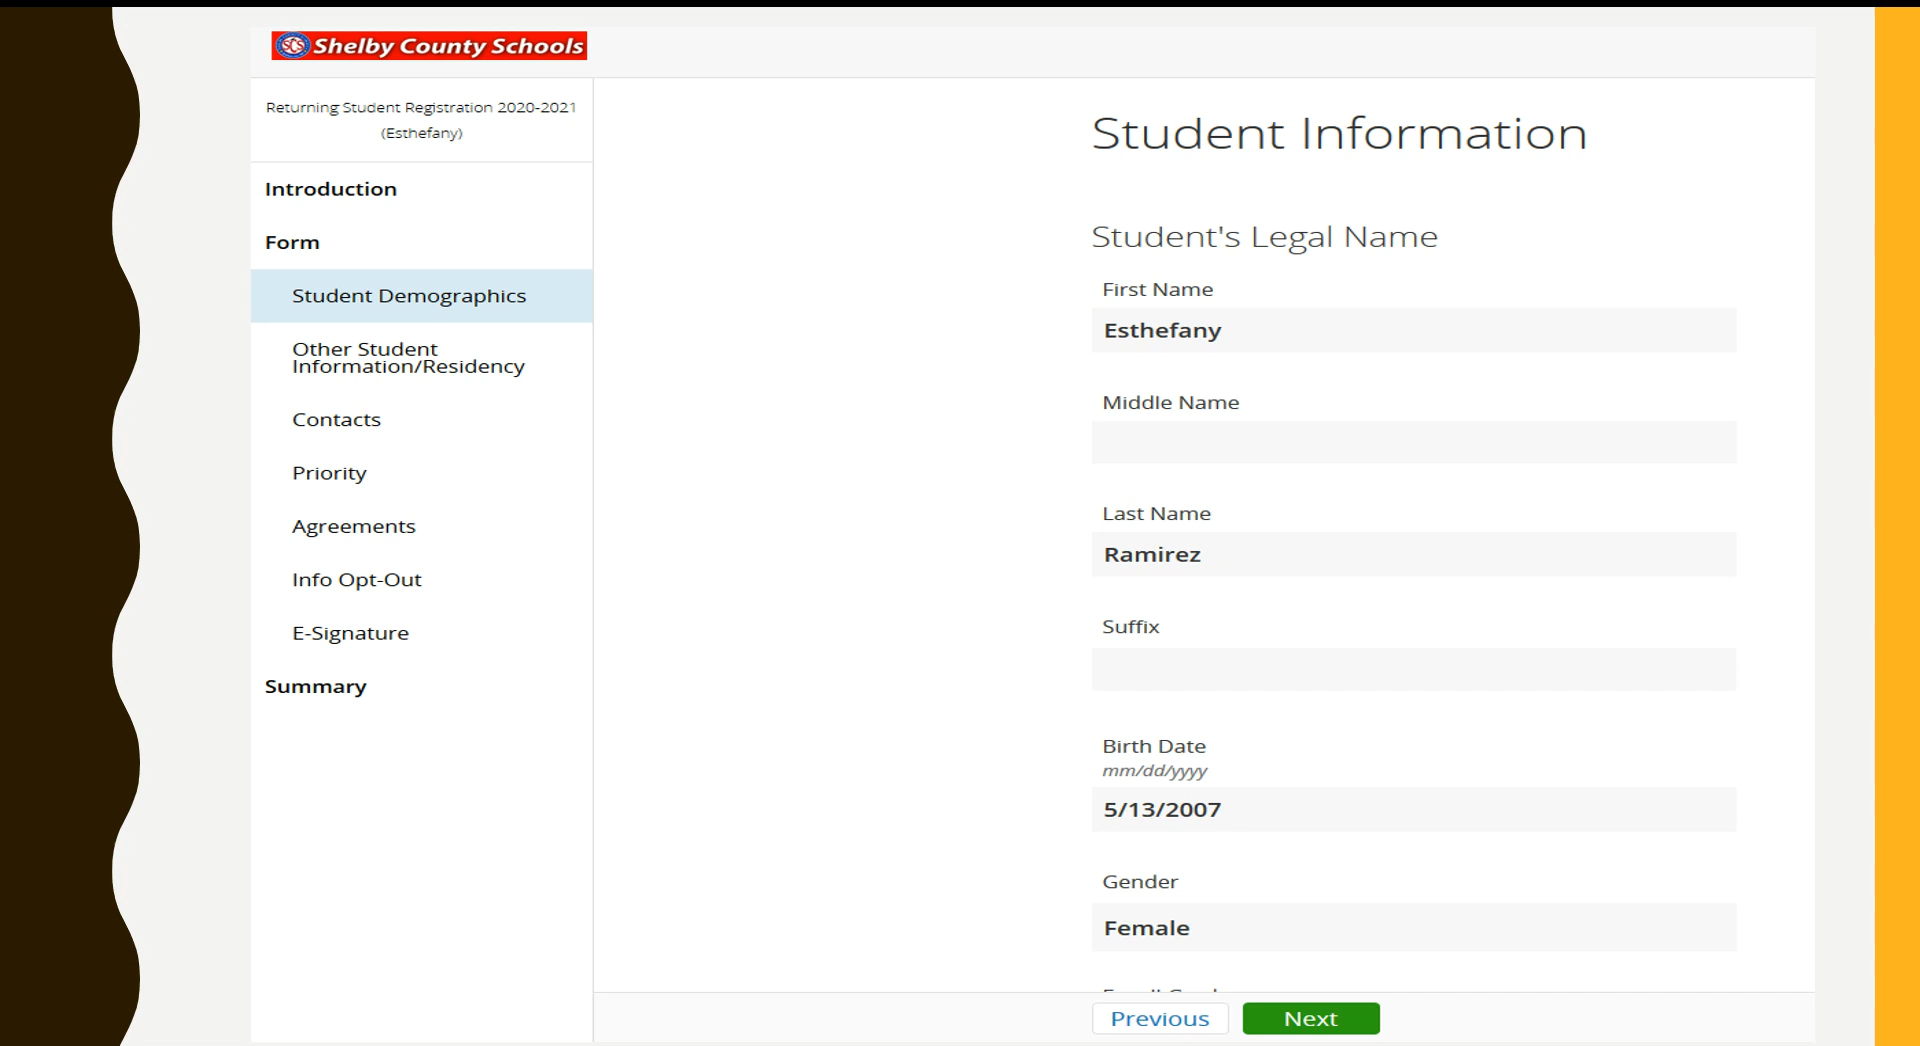 SCS Shelby County Schools
Returning Student Registration 2020-2021
(Esthefany)
Introduction
Form
Student Demographics
Other Student
Information/Residency
Contacts
Priority
Agreements
Info Opt-Out
E-Signature
Summary
Student Information
Student's Legal Name
First Name
Esthefany
Middle Name
Last Name
Ramirez
Suffix
Birth Date
mm/dd/yyyy
5/13/2007
Gender
Female
Previous
Next